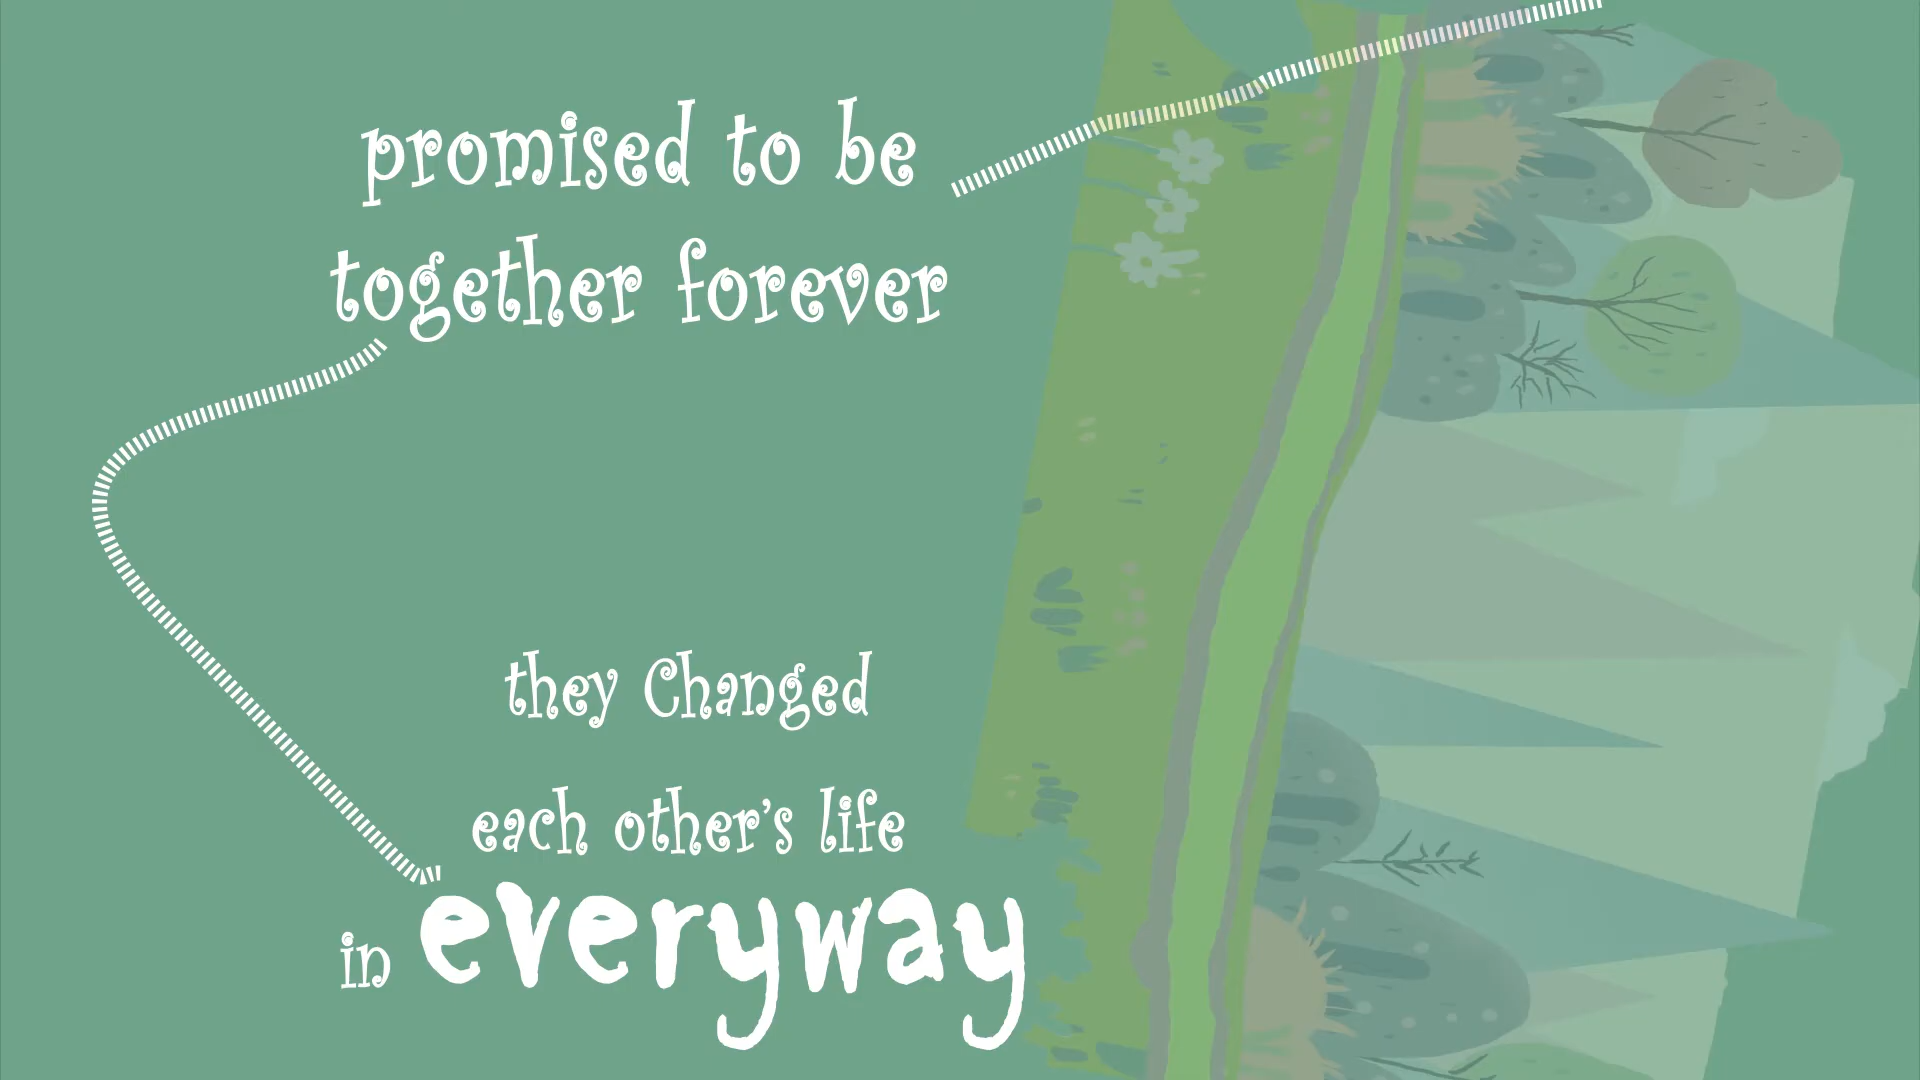 promised to be
together forever
they Changed
each other's life
in everyway